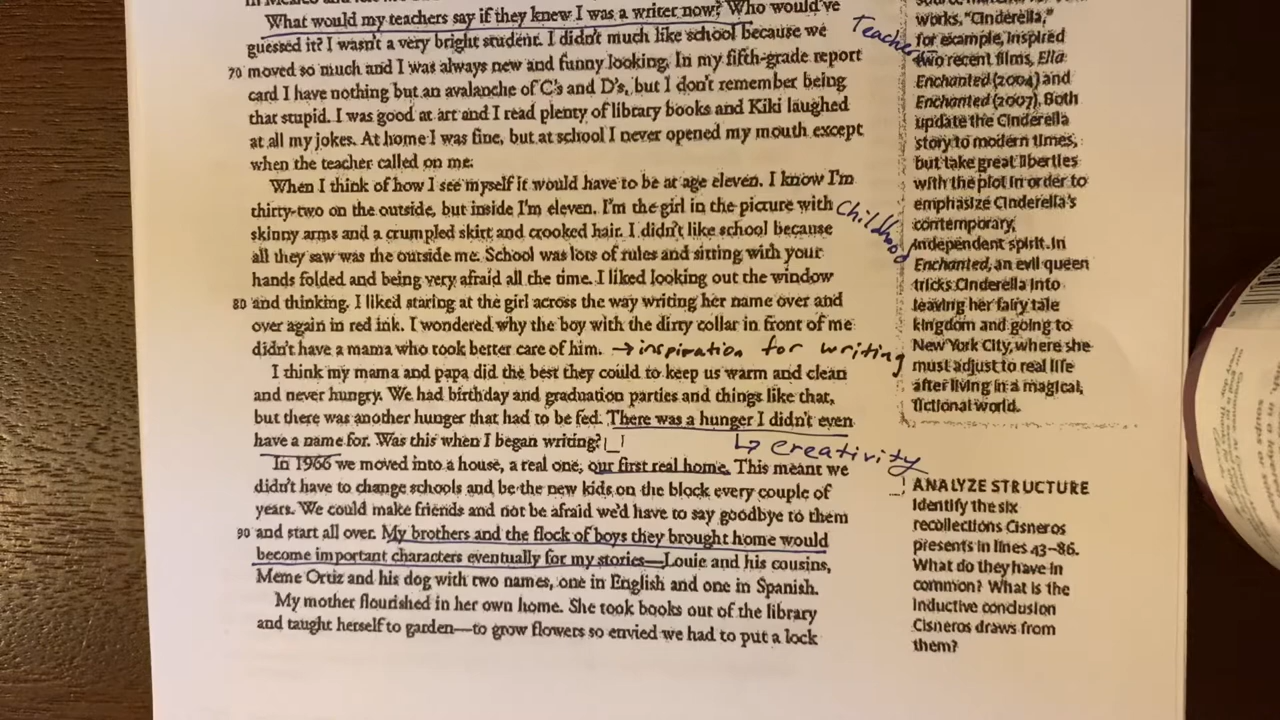 What would my teachers say if they knew I was a writer now? Who would've
guessed it? I wasn't a very bright student. I didn't much like school because we
70 moved so much and I was always new and funny looking. In my fifth-grade report
card I have nothing but an avalanche of C's and D's, but I don't remember being
that stupid. I was good at art and I read plenty of library books and Kiki laughed
at all my jokes. At home I was fine, but at school I never opened my mouth except
when the teacher called on me.
When I think of how I see myself it would have to be at age eleven. I know I'm
thirty-two on the outside, but inside I'm eleven. I'm the girl in the picture with
skinny arms and a crumpled skirt and crooked hair. I didn't like school because
all they saw was the outside me. School was lots of rules and sitting with your
hands folded and being very afraid all the time. I liked looking out the window
80 and thinking. I liked staring at the girl across the way writing her name over and
over again in red ink. I wondered why the boy with the dirty collar in front of me
didn't have a mama who took better care of him. → inspiration for writing
I think my mama and papa did the best they could to keep us warm and clean
and never hungry. We had birthday and graduation parties and things like that,
but there was another hunger that had to be fed. There was a hunger I didn't even
have a name for. Was this when I began writing?
↳ creativity
In 1966 we moved into a house, a real one, our first real home. This meant we
didn't have to change schools and be the new kids on the block every couple of
years. We could make friends and not be afraid we'd have to say goodbye to them
90 and start all over. My brothers and the flock of boys they brought home would
become important characters eventually for my stories—Louie and his cousins,
Meme Ortiz and his dog with two names, one in English and one in Spanish.
My mother flourished in her own home. She took books out of the library
and taught herself to garden—to grow flowers so envied we had to put a lock
Teacher
Childhood
works. "Cinderella,"
for example, inspired
two recent films, Ella
Enchanted (2004) and
Enchanted (2007). Both
update the Cinderella
story to modern times,
but take great liberties
with the plot in order to
emphasize Cinderella's
contemporary,
independent spirit. In
Enchanted, an evil queen
tricks Cinderella into
leaving her fairy tale
kingdom and going to
New York City, where she
must adjust to real life
after living in a magical,
fictional world.
ANALYZE STRUCTURE
Identify the six
recollections Cisneros
presents in lines 43–86.
What do they have in
common? What is the
inductive conclusion
Cisneros draws from
them?